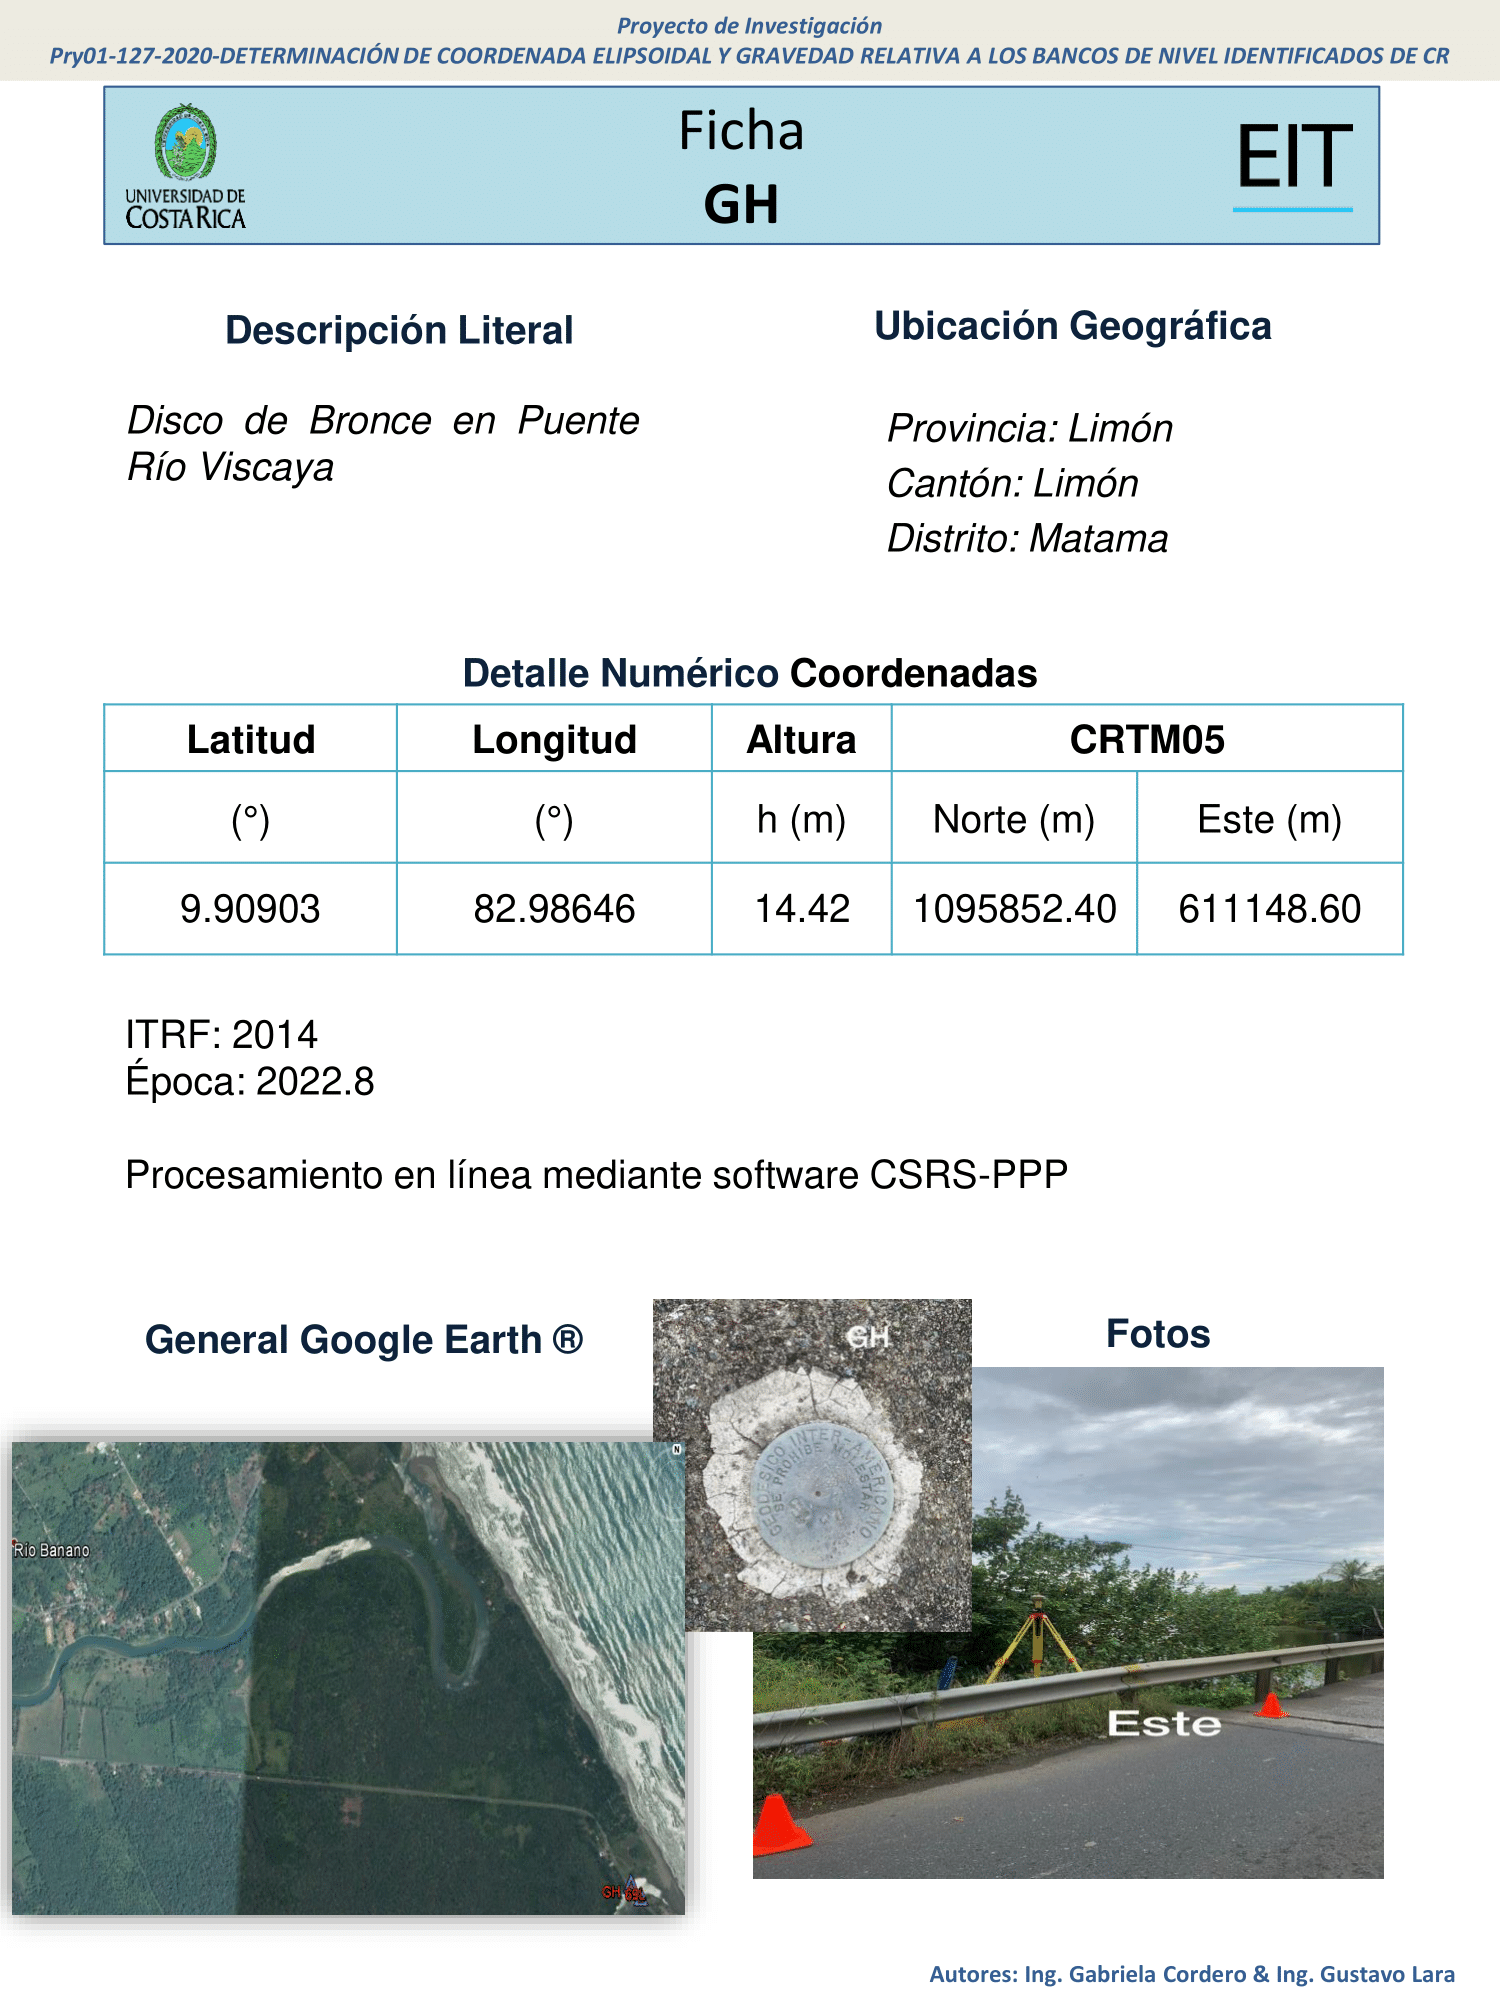 Proyecto de Investigación
Pry01-127-2020-DETERMINACIÓN DE COORDENADA ELIPSOIDAL Y GRAVEDAD RELATIVA A LOS BANCOS DE NIVEL IDENTIFICADOS DE CR
UNIVERSIDAD DE
COSTA RICA
Ficha
GH
EIT
Descripción Literal
Disco de Bronce en Puente
Río Viscaya
Ubicación Geográfica
Provincia: Limón
Cantón: Limón
Distrito: Matama
Detalle Numérico Coordenadas
Latitud Longitud Altura CRTM05
(°) (°) h (m) Norte (m) Este (m)
9.90903 82.98646 14.42 1095852.40 611148.60
ITRF: 2014
Época: 2022.8
Procesamiento en línea mediante software CSRS-PPP
General Google Earth ®
Fotos
GH
GEODESICO INTERAMERICANO
SE PROHIBE MOLESTAR
N
Río Banano
GH
Este
Autores: Ing. Gabriela Cordero & Ing. Gustavo Lara